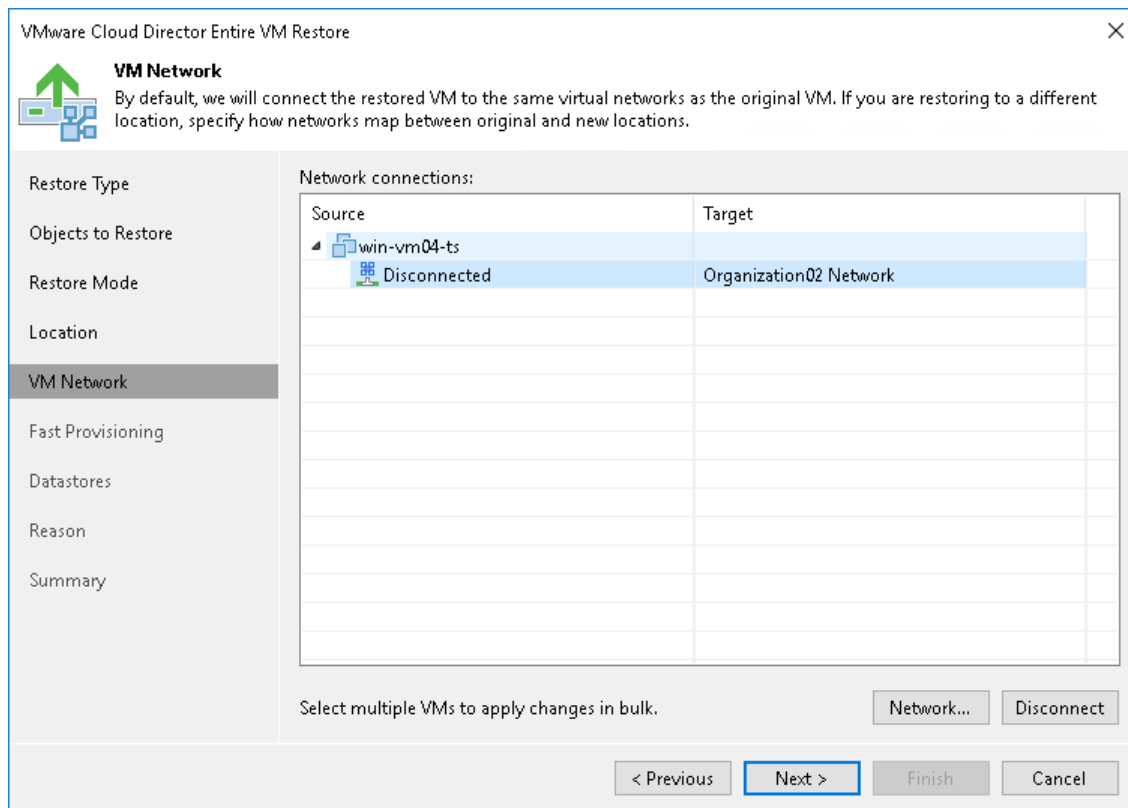 VMware Cloud Director Entire VM Restore
VM Network
By default, we will connect the restored VM to the same virtual networks as the original VM. If you are restoring to a different
location, specify how networks map between original and new locations.
Restore Type
Objects to Restore
Restore Mode
Location
VM Network
Fast Provisioning
Datastores
Reason
Summary
Network connections:
Source Target
win-vm04-ts
Disconnected Organization02 Network
Select multiple VMs to apply changes in bulk.
Network... Disconnect
< Previous Next > Finish Cancel